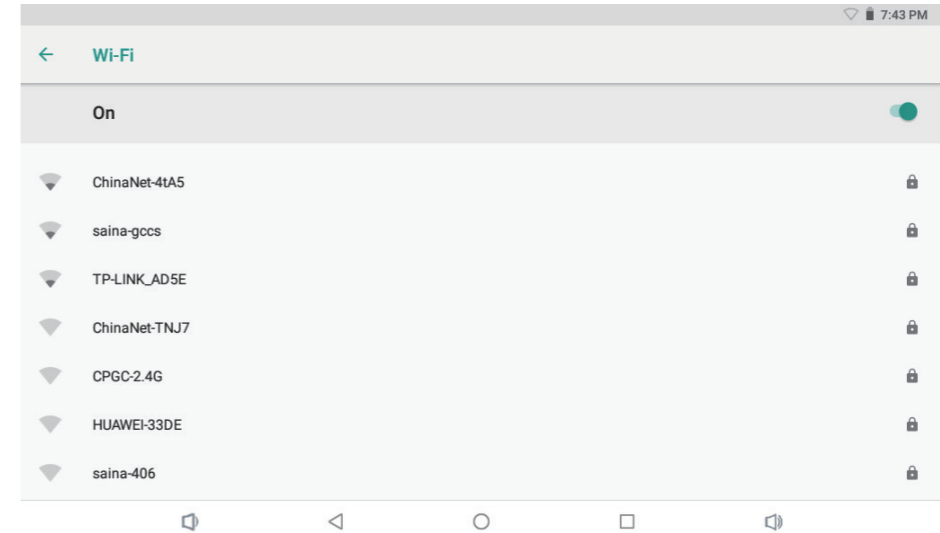 7:43 PM
Wi-Fi
On
ChinaNet-4tA5
saina-gccs
TP-LINK_AD5E
ChinaNet-TNJ7
CPGC-2.4G
HUAWEI-33DE
saina-406